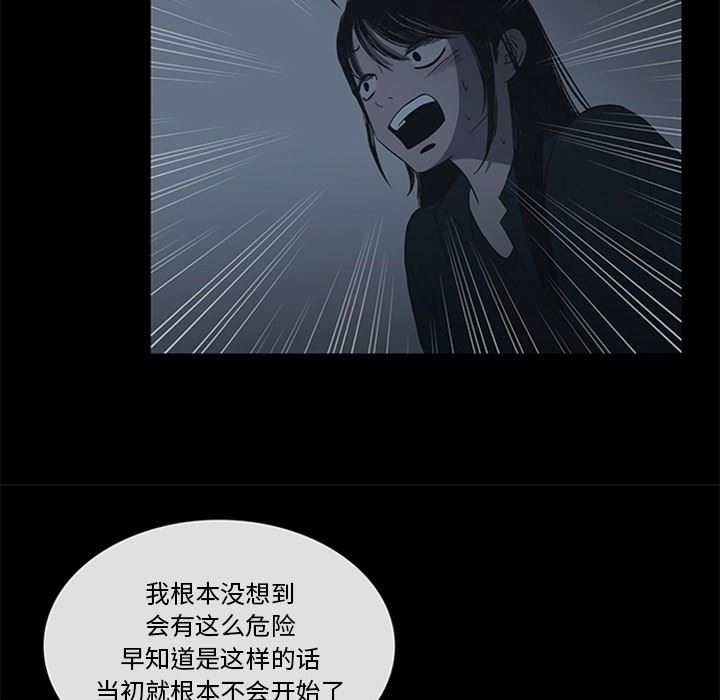 我根本没想到
会有这么危险
早知道是这样的话
当初就根本不会开始了